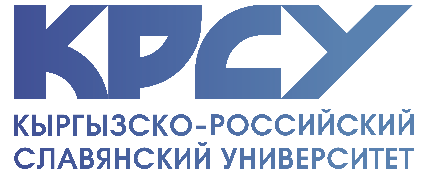 КРСУ
КЫРГЫЗСКО-РОССИЙСКИЙ
СЛАВЯНСКИЙ УНИВЕРСИТЕТ